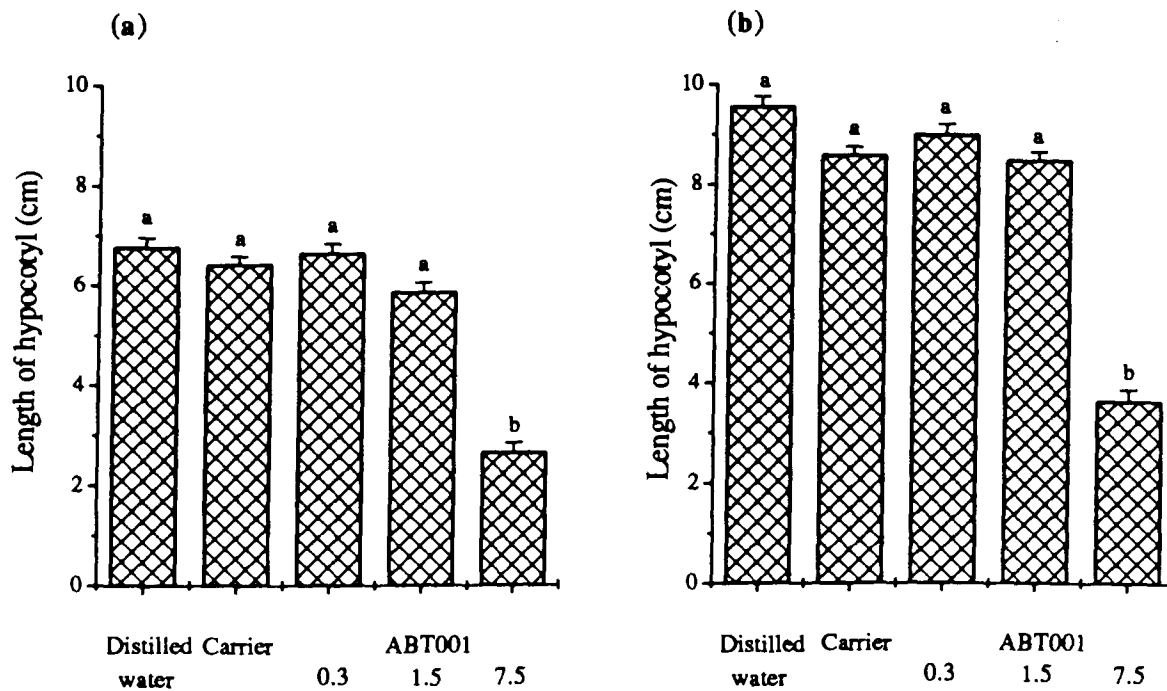 (a)
10
8
6
4
2
0
Length of hypocotyl (cm)
a
a
a
a
b
Distilled Carrier ABT001
water 0.3 1.5 7.5
(b)
10
8
6
4
2
0
Length of hypocotyl (cm)
a
a
a
a
b
Distilled Carrier ABT001
water 0.3 1.5 7.5